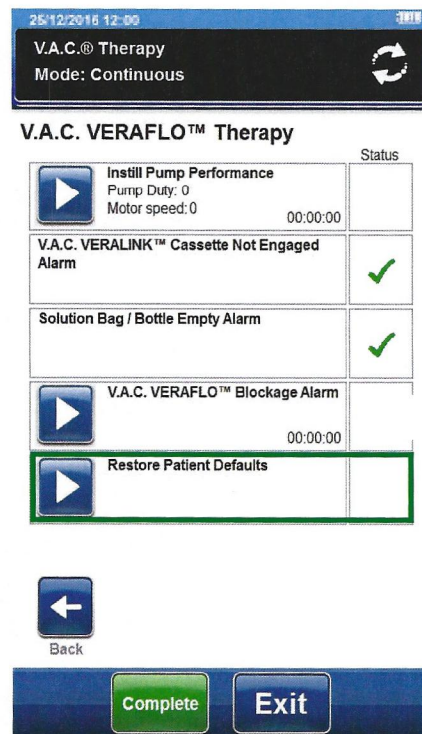 25/12/2016 12:00
V.A.C.® Therapy
Mode: Continuous
V.A.C. VERAFLO™ Therapy
Status
Instill Pump Performance
Pump Duty: 0
Motor speed: 0
00:00:00
V.A.C. VERALINK™ Cassette Not Engaged
Alarm
Solution Bag / Bottle Empty Alarm
V.A.C. VERAFLO™ Blockage Alarm
00:00:00
Restore Patient Defaults
Back
Complete
Exit